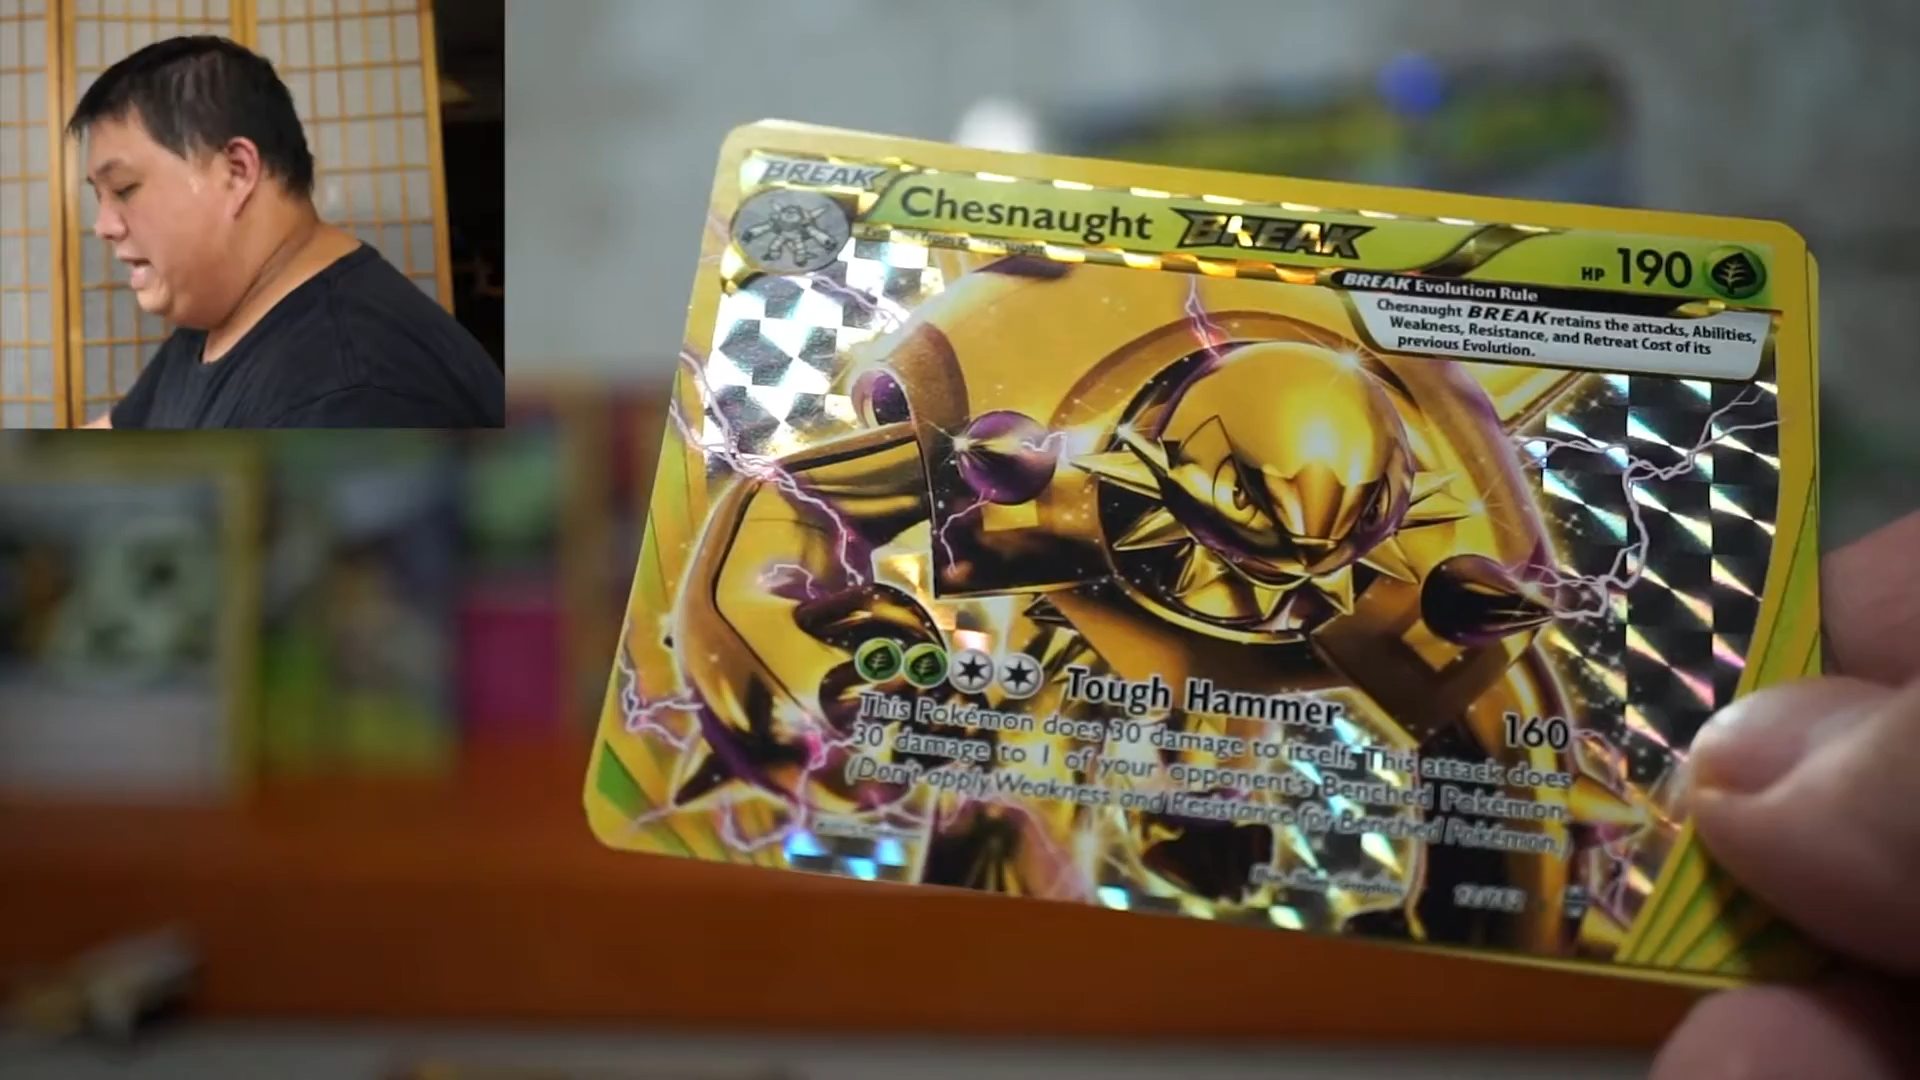 BREAK
Chesnaught BREAK
HP 190
BREAK Evolution Rule
Chesnaught BREAK retains the attacks, Abilities,
Weakness, Resistance, and Retreat Cost of its
previous Evolution.
Tough Hammer 160
This Pokémon does 30 damage to itself. This attack does
30 damage to 1 of your opponent's Benched Pokémon.
(Don't apply Weakness and Resistance for Benched Pokémon.)